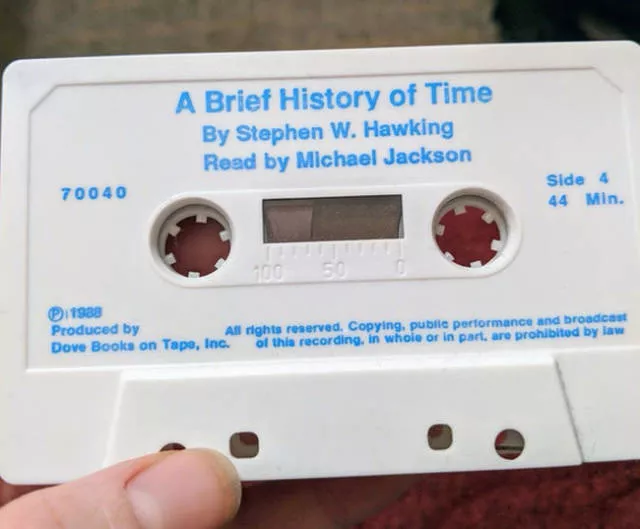 A Brief History of Time
By Stephen W. Hawking
Read by Michael Jackson
70040
Side 4
44 Min.
100 50 0
Ⓟ 1988
Produced by
Dove Books on Tape, Inc.
All rights reserved. Copying, public performance and broadcast
of this recording, in whole or in part, are prohibited by law